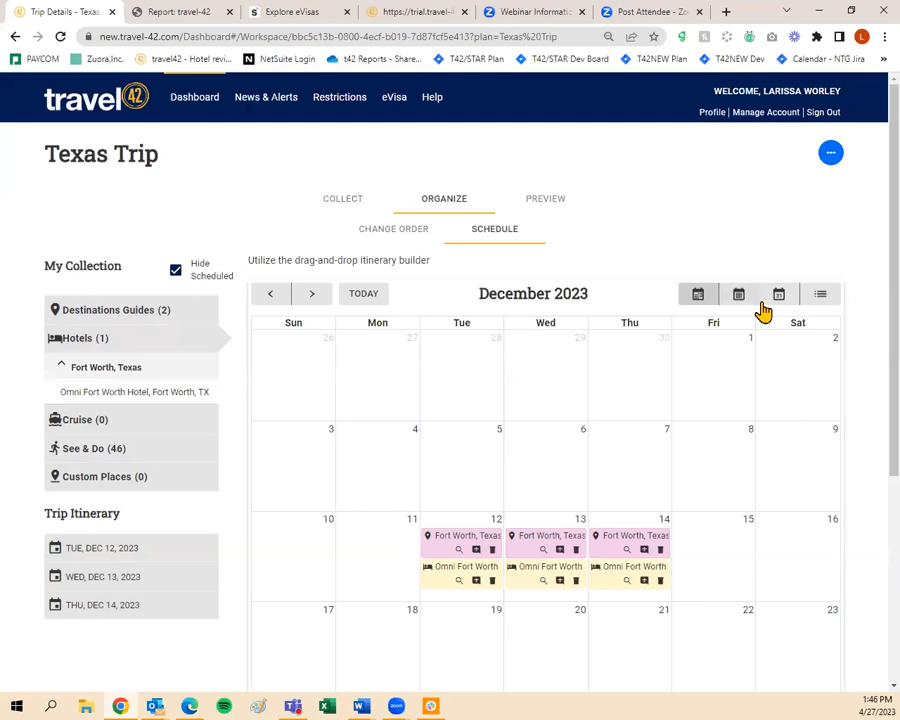 Trip Details - Texas
Report: travel-42
Explore eVisas
https://trial.travel-4
Webinar Informati
Post Attendee - Zo
new.travel-42.com/Dashboard#/Workspace/bbc5c13b-0800-4ecf-b019-7d87fcf5e413?plan=Texas%20Trip
L
PAYCOM
Zuora,Inc.
travel42 - Hotel revi...
NetSuite Login
t42 Reports - Share...
T42/STAR Plan
T42/STAR Dev Board
T42NEW Plan
T42NEW Dev
Calendar - NTG Jira
»
travel 42
Dashboard
News & Alerts
Restrictions
eVisa
Help
WELCOME, LARISSA WORLEY
Profile | Manage Account | Sign Out
Texas Trip
COLLECT
ORGANIZE
PREVIEW
CHANGE ORDER
SCHEDULE
My Collection
Hide Scheduled
Utilize the drag-and-drop itinerary builder
Destinations Guides (2)
Hotels (1)
Fort Worth, Texas
Omni Fort Worth Hotel, Fort Worth, TX
Cruise (0)
See & Do (46)
Custom Places (0)
Trip Itinerary
TUE, DEC 12, 2023
WED, DEC 13, 2023
THU, DEC 14, 2023
< > TODAY
December 2023
31
Sun Mon Tue Wed Thu Fri Sat
26 27 28 29 30 1 2
3 4 5 6 7 8 9
10 11 12 13 14 15 16
Fort Worth, Texas Fort Worth, Texas Fort Worth, Texas
Omni Fort Worth Omni Fort Worth Omni Fort Worth
17 18 19 20 21 22 23
1:46 PM
4/27/2023